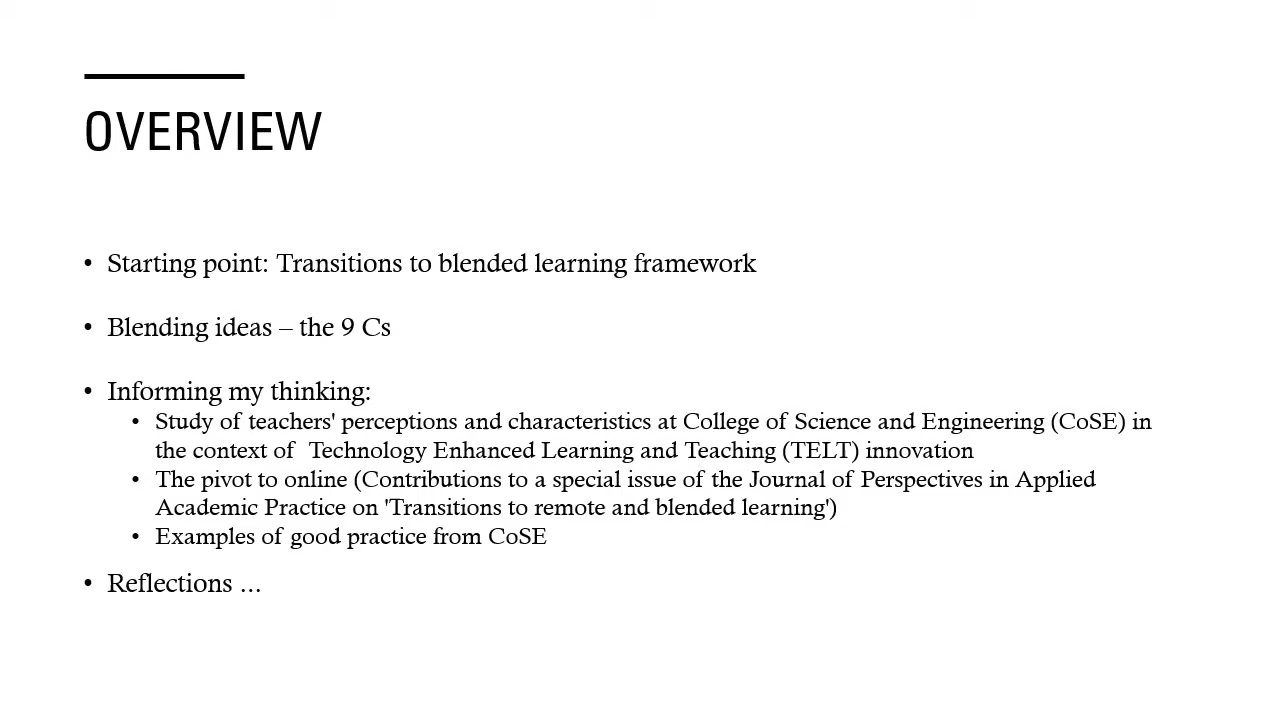 OVERVIEW
• Starting point: Transitions to blended learning framework
• Blending ideas – the 9 Cs
• Informing my thinking:
• Study of teachers' perceptions and characteristics at College of Science and Engineering (CoSE) in
the context of  Technology Enhanced Learning and Teaching (TELT) innovation
• The pivot to online (Contributions to a special issue of the Journal of Perspectives in Applied
Academic Practice on 'Transitions to remote and blended learning')
• Examples of good practice from CoSE
• Reflections ...